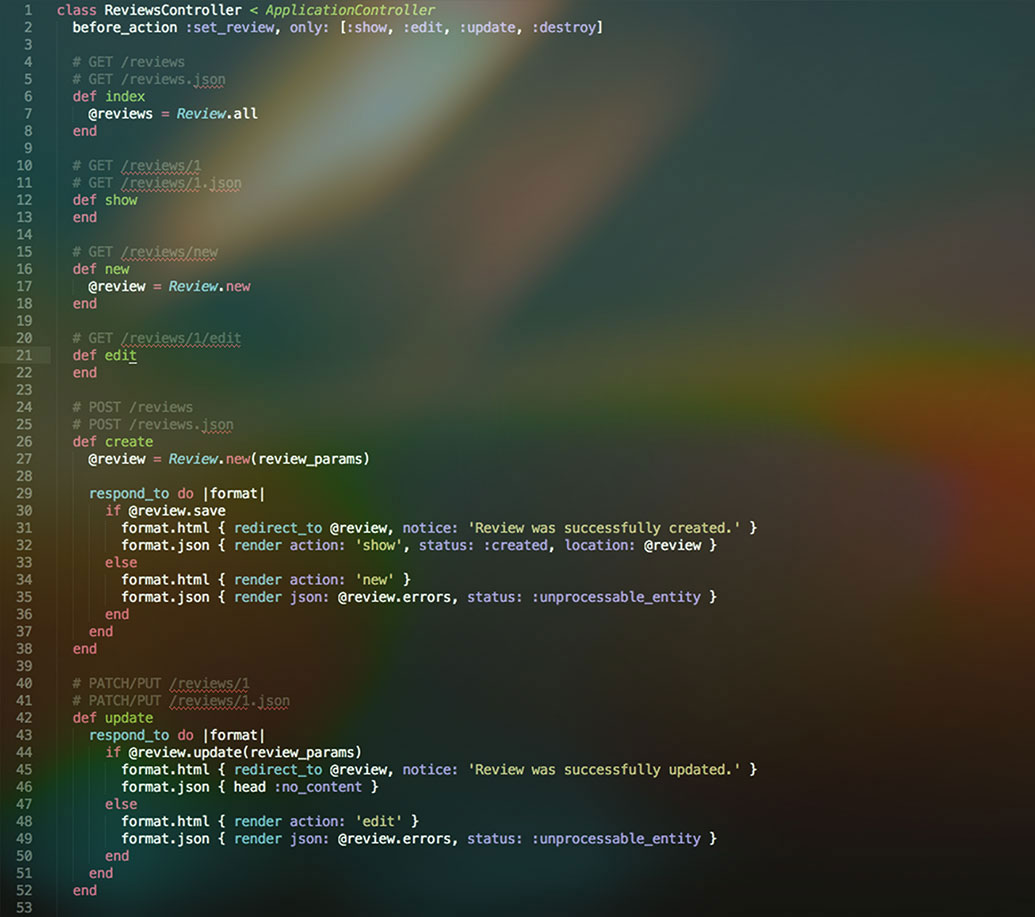 1 class ReviewsController < ApplicationController
2   before_action :set_review, only: [:show, :edit, :update, :destroy]
3
4   # GET /reviews
5   # GET /reviews.json
6   def index
7     @reviews = Review.all
8   end
9
10   # GET /reviews/1
11   # GET /reviews/1.json
12   def show
13   end
14
15   # GET /reviews/new
16   def new
17     @review = Review.new
18   end
19
20   # GET /reviews/1/edit
21   def edit
22   end
23
24   # POST /reviews
25   # POST /reviews.json
26   def create
27     @review = Review.new(review_params)
28
29     respond_to do |format|
30       if @review.save
31         format.html { redirect_to @review, notice: 'Review was successfully created.' }
32         format.json { render action: 'show', status: :created, location: @review }
33       else
34         format.html { render action: 'new' }
35         format.json { render json: @review.errors, status: :unprocessable_entity }
36       end
37     end
38   end
39
40   # PATCH/PUT /reviews/1
41   # PATCH/PUT /reviews/1.json
42   def update
43     respond_to do |format|
44       if @review.update(review_params)
45         format.html { redirect_to @review, notice: 'Review was successfully updated.' }
46         format.json { head :no_content }
47       else
48         format.html { render action: 'edit' }
49         format.json { render json: @review.errors, status: :unprocessable_entity }
50       end
51     end
52   end
53